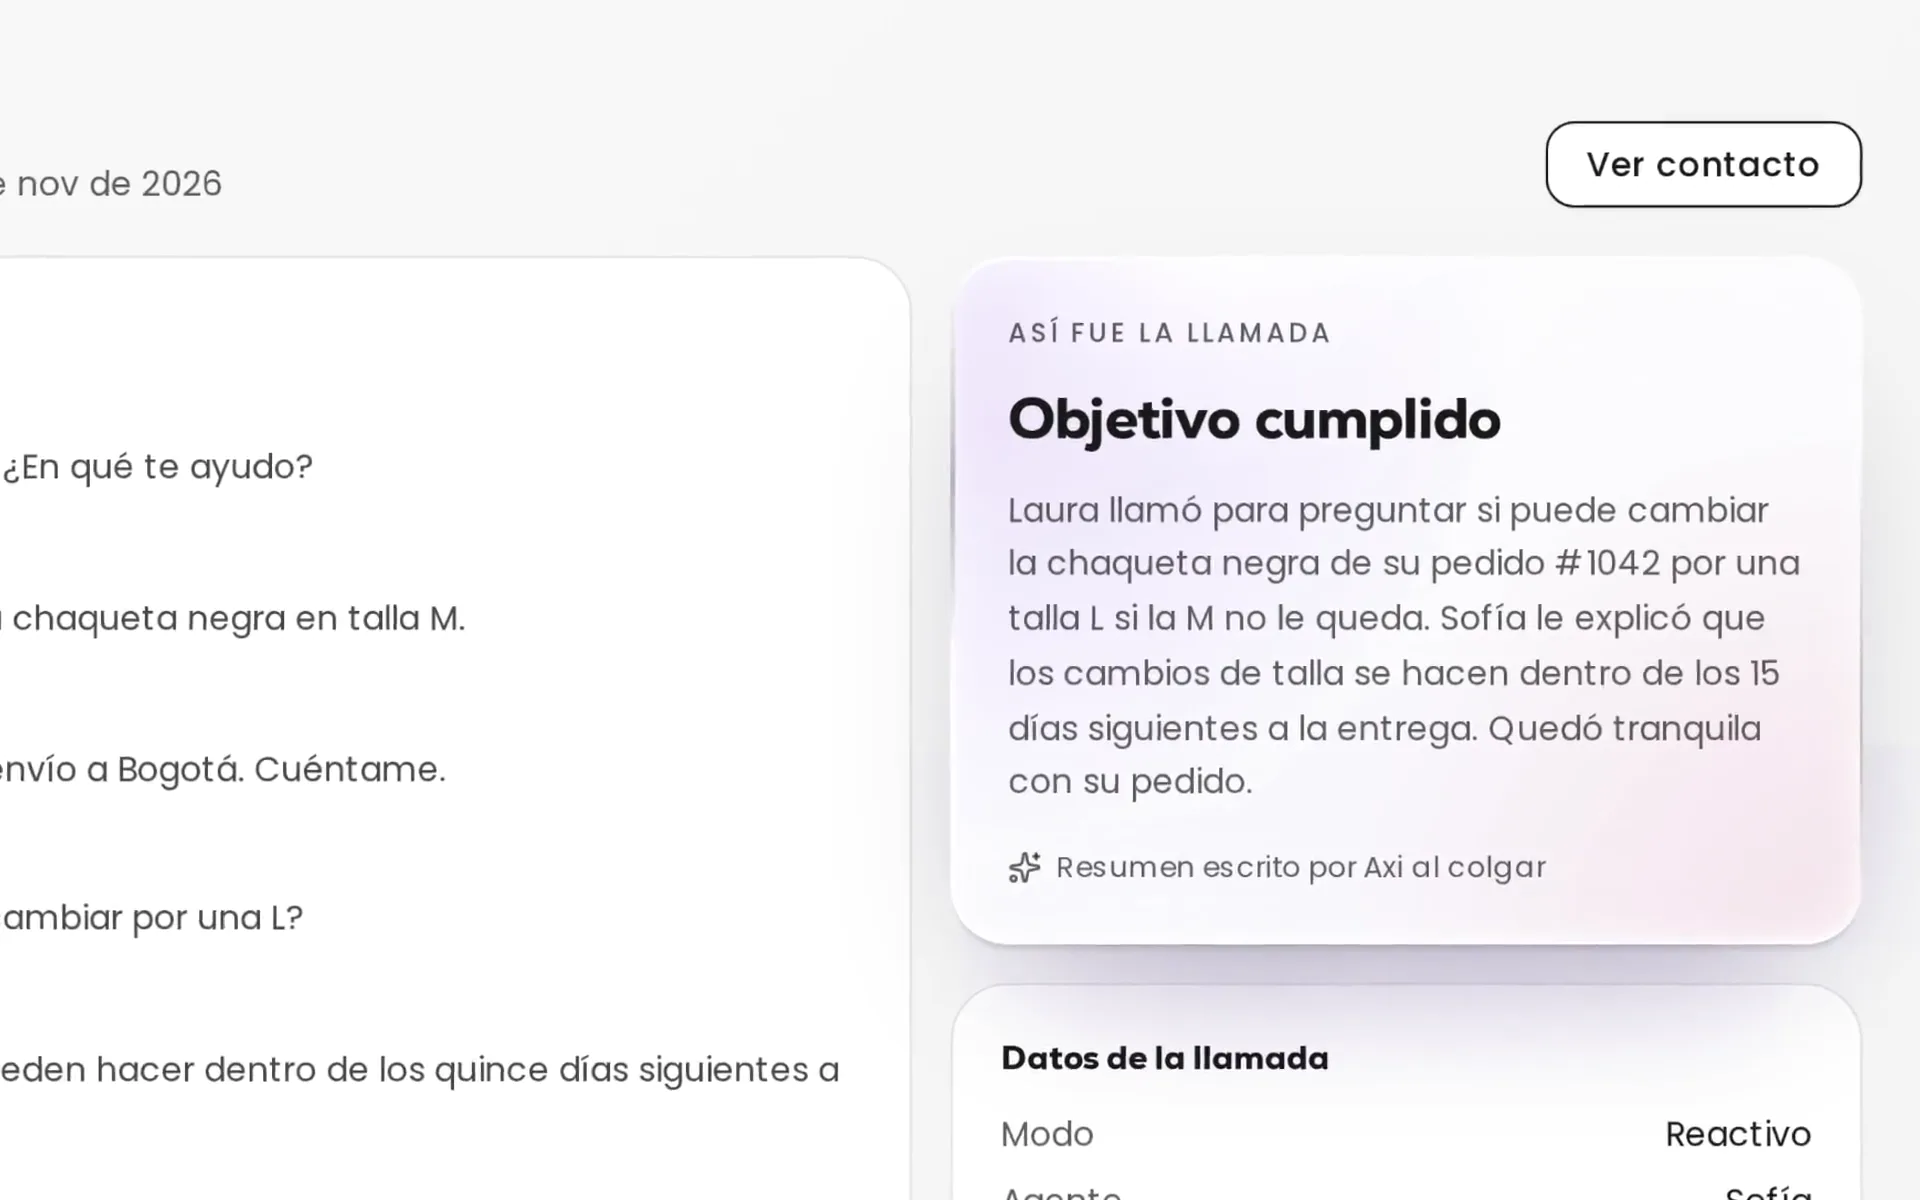 nov de 2026
Ver contacto
¿En qué te ayudo?
chaqueta negra en talla M.
envío a Bogotá. Cuéntame.
cambiar por una L?
hacer dentro de los quince días siguientes a
ASÍ FUE LA LLAMADA
Objetivo cumplido
Laura llamó para preguntar si puede cambiar
la chaqueta negra de su pedido #1042 por una
talla L si la M no le queda. Sofía le explicó que
los cambios de talla se hacen dentro de los 15
días siguientes a la entrega. Quedó tranquila
con su pedido.
Resumen escrito por Axi al colgar
Datos de la llamada
Modo
Reactivo
Agente
Sofía